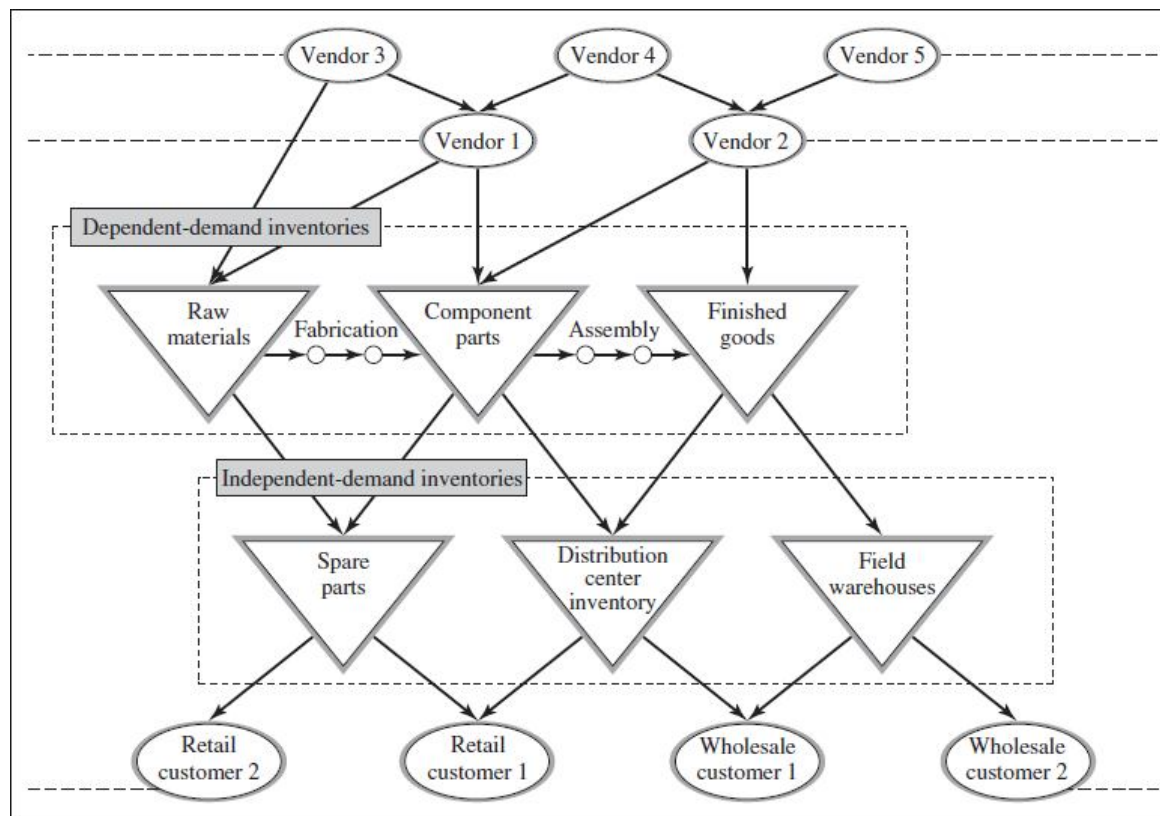 Vendor 3
Vendor 4
Vendor 5
Vendor 1
Vendor 2
Dependent-demand inventories
Raw
materials
Fabrication
Component
parts
Assembly
Finished
goods
Independent-demand inventories
Spare
parts
Distribution
center
inventory
Field
warehouses
Retail
customer 2
Retail
customer 1
Wholesale
customer 1
Wholesale
customer 2